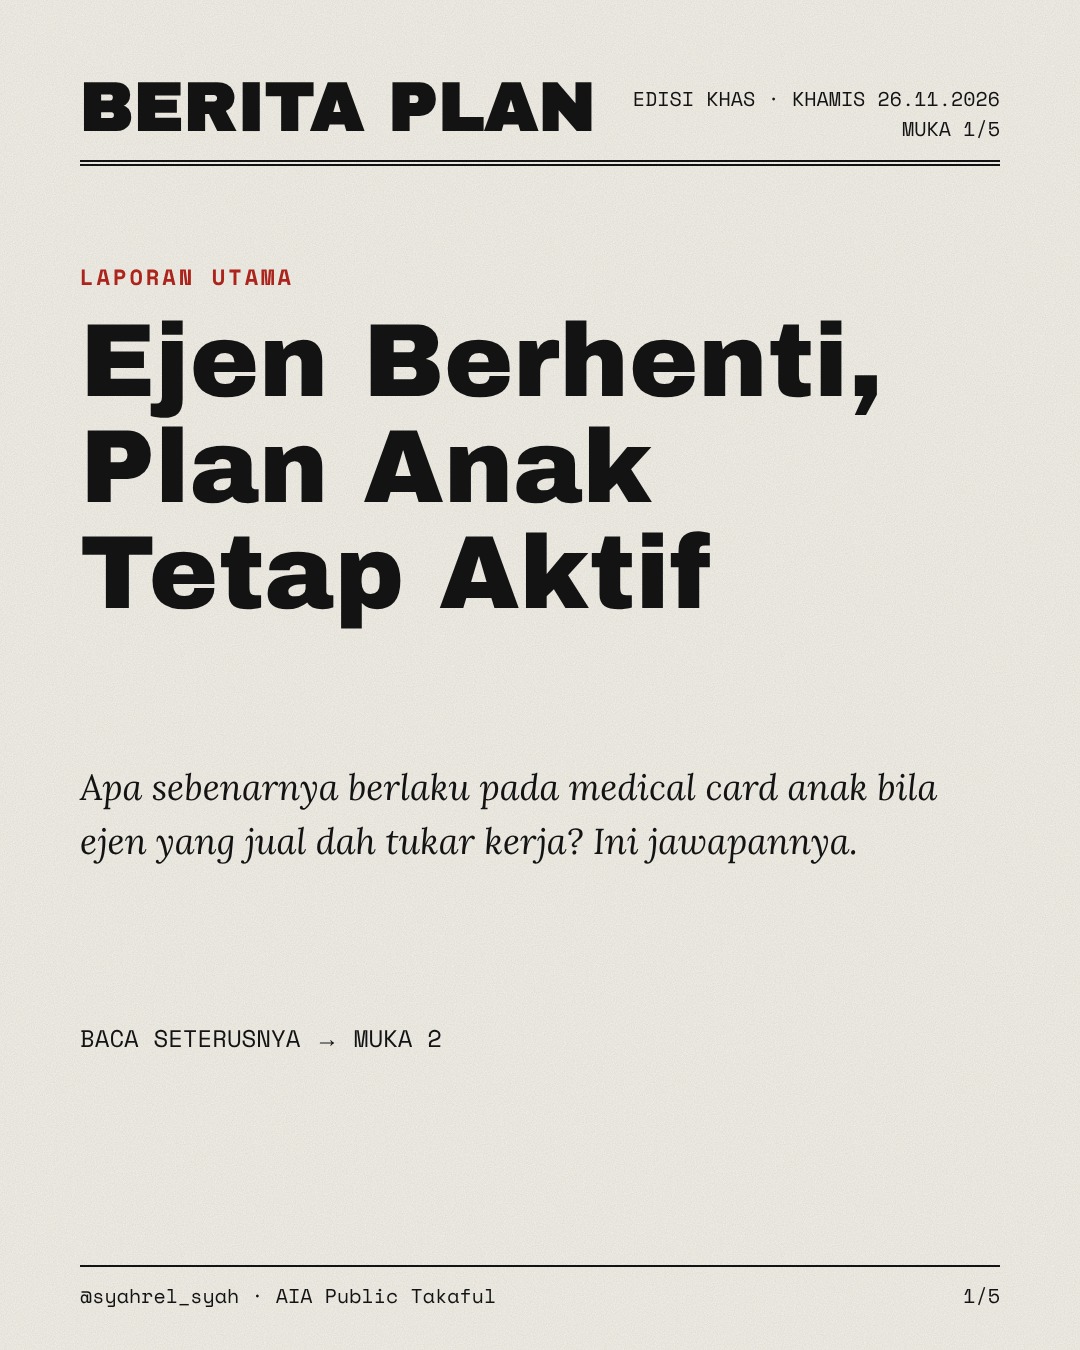 BERITA PLAN
EDISI KHAS · KHAMIS 26.11.2026
MUKA 1/5
LAPORAN UTAMA
Ejen Berhenti,
Plan Anak
Tetap Aktif
Apa sebenarnya berlaku pada medical card anak bila
ejen yang jual dah tukar kerja? Ini jawapannya.
BACA SETERUSNYA → MUKA 2
@syahrel_syah · AIA Public Takaful
1/5